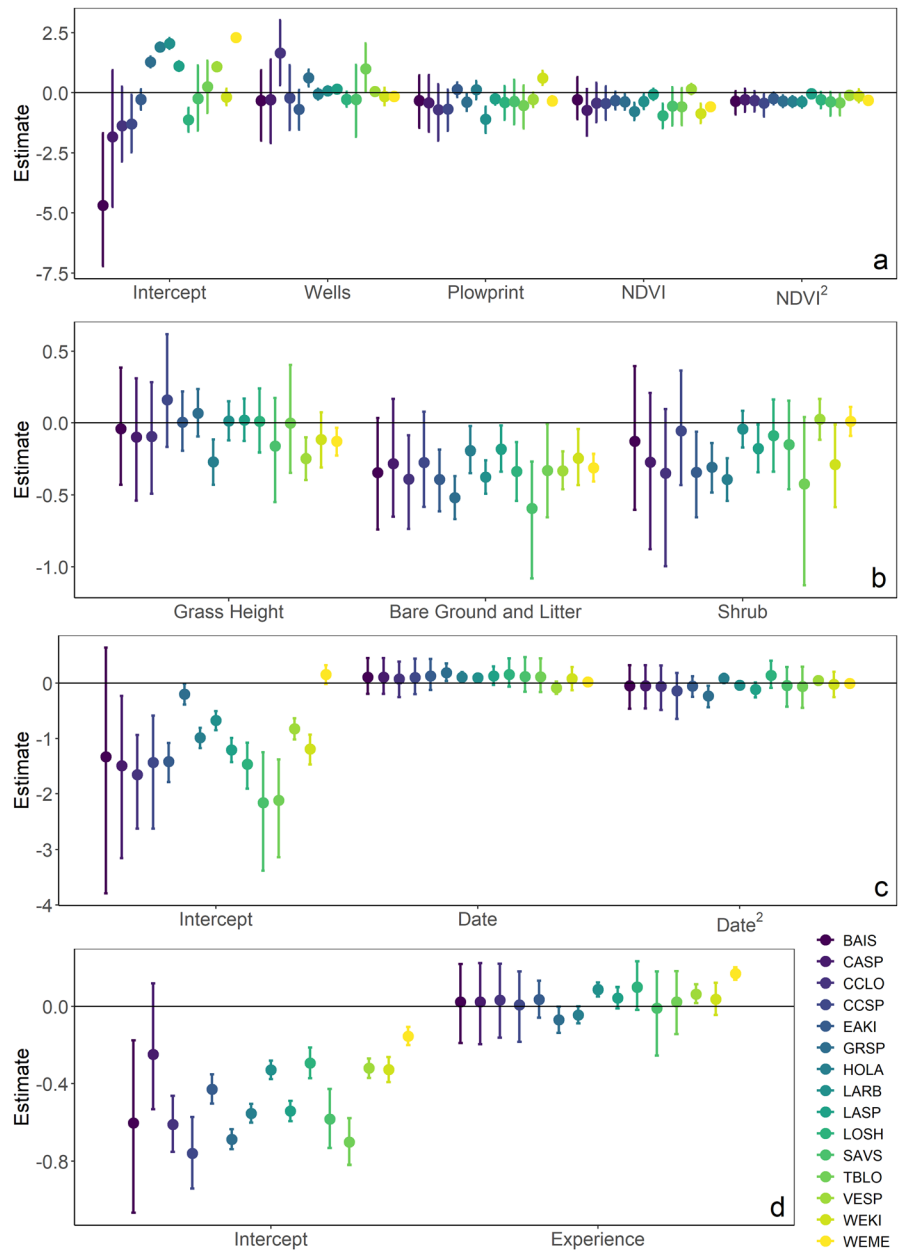 2.5
0.0
-2.5
-5.0
-7.5
Estimate
a
Intercept Wells Plowprint NDVI NDVI²
0.5
0.0
-0.5
-1.0
Estimate
b
Grass Height Bare Ground and Litter Shrub
0
-1
-2
-3
-4
Estimate
c
Intercept Date Date²
0.0
-0.4
-0.8
Estimate
d
Intercept Experience
BAIS
CASP
CCLO
CCSP
EAKI
GRSP
HOLA
LARB
LASP
LOSH
SAVS
TBLO
VESP
WEKI
WEME